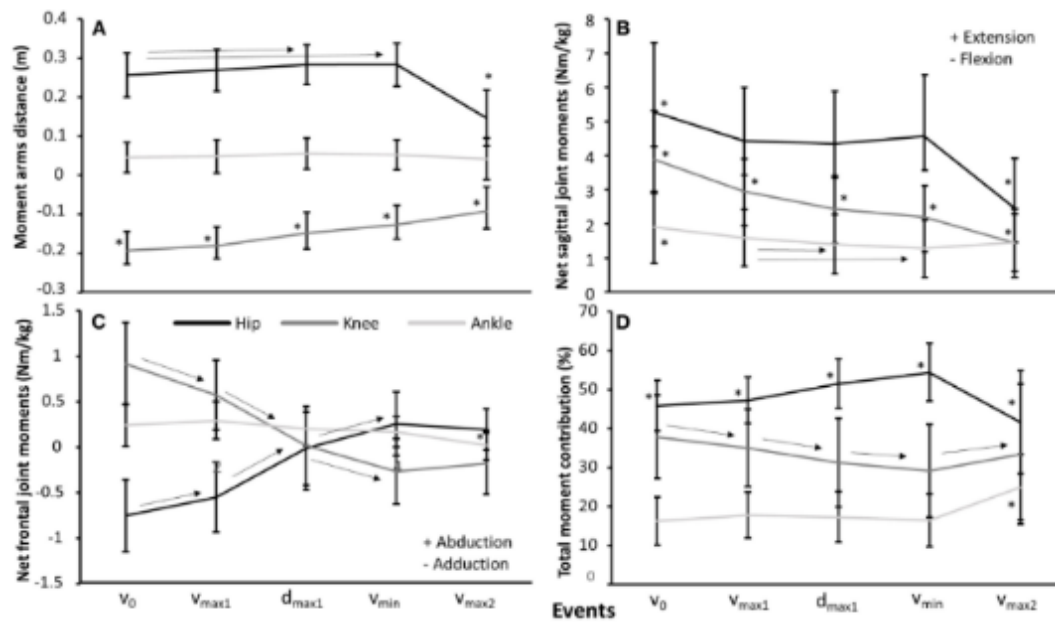 A
Moment arms distance (m)
0.4
0.3
0.2
0.1
0
-0.1
-0.2
-0.3
*
* * * * *
B
Net sagittal joint moments (Nm/kg)
8
7
6
5
4
3
2
1
0
+ Extension
- Flexion
* * * * *
* *
* *
C
Net frontal joint moments (Nm/kg)
1.5
1
0.5
0
-0.5
-1
-1.5
Hip Knee Ankle
*
+ Abduction
- Adduction
v0 vmax1 dmax1 vmin vmax2
D
Total moment contribution (%)
70
60
50
40
30
20
10
0
* * * * *
*
v0 vmax1 dmax1 vmin vmax2
Events